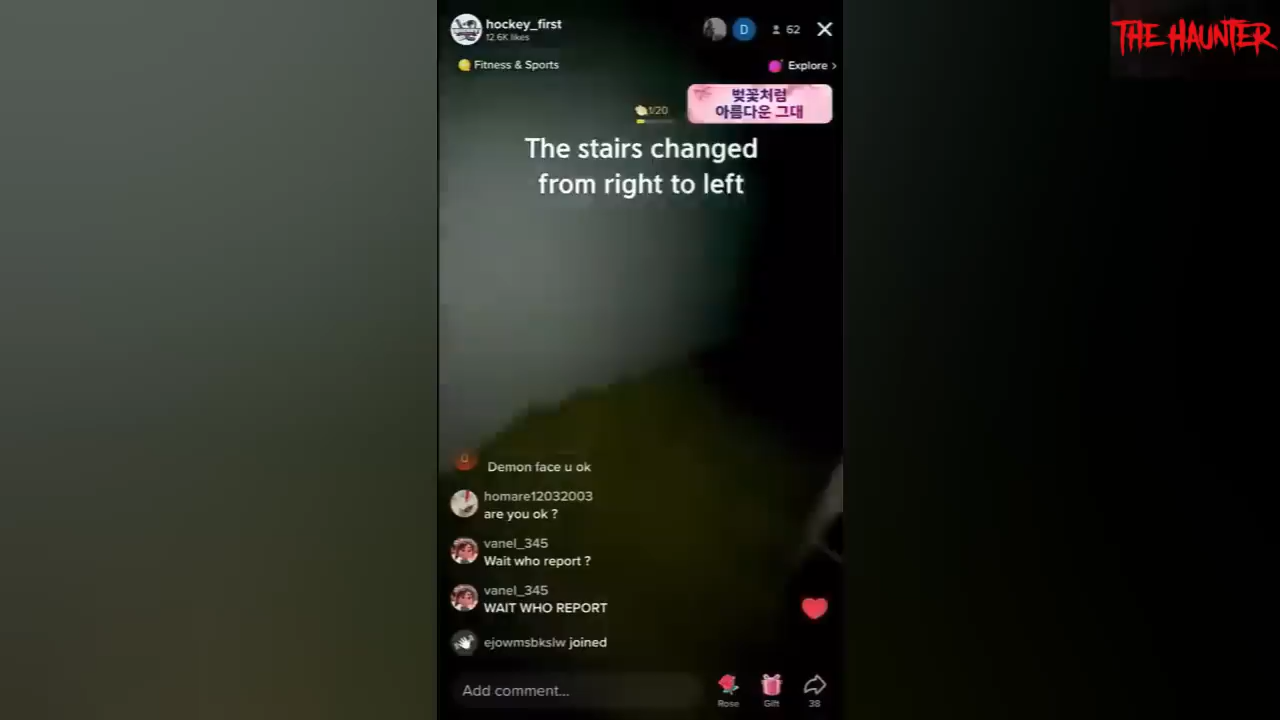 THE HAUNTER
hockey_first
12.6K likes
D
62
Fitness & Sports
Explore >
1/20
벚꽃처럼
아름다운 그대
The stairs changed
from right to left
Demon face u ok
homare12032003
are you ok ?
vanel_345
Wait who report ?
vanel_345
WAIT WHO REPORT
ejowmsbkslw joined
Add comment...
Rose
Gift
38